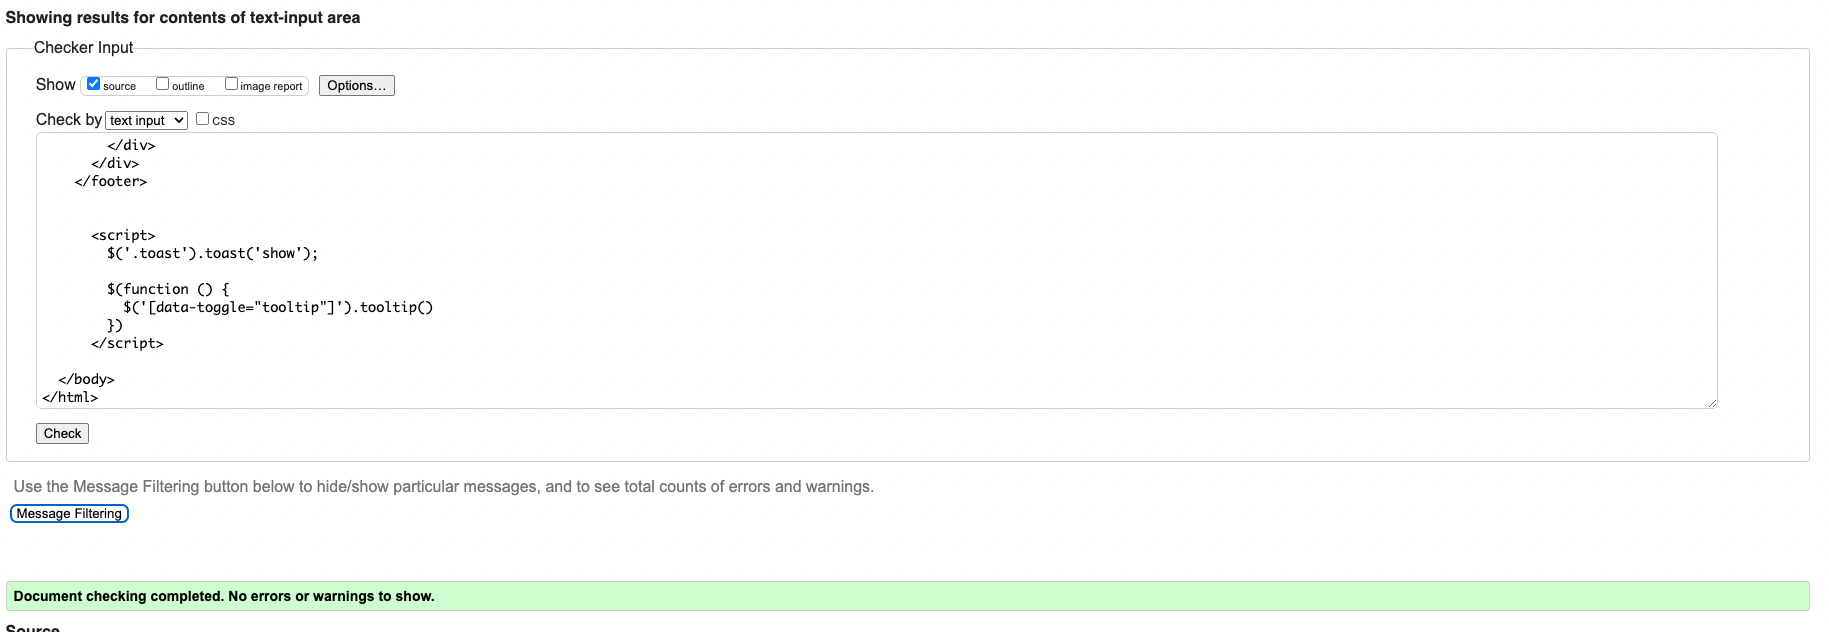 Showing results for contents of text-input area
Checker Input
Show source outline image report Options...
Check by text input css
</div>
</div>
</footer>
<script>
$('.toast').toast('show');
$(function () {
$('[data-toggle="tooltip"]').tooltip()
})
</script>
</body>
</html>
Check
Use the Message Filtering button below to hide/show particular messages, and to see total counts of errors and warnings.
Message Filtering
Document checking completed. No errors or warnings to show.
Source